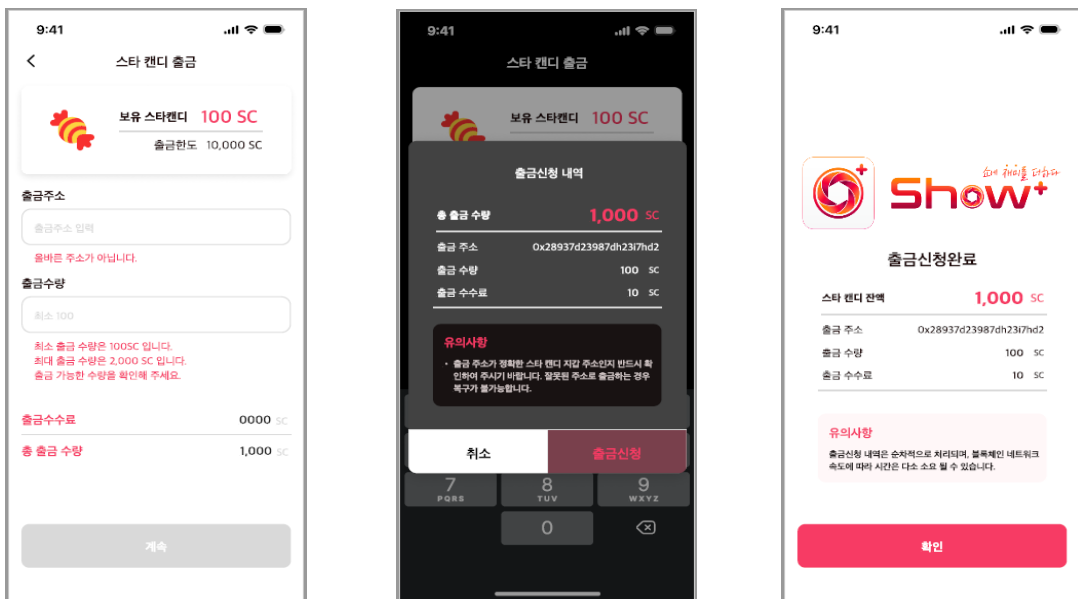 9:41
스타 캔디 출금
보유 스타캔디 100 SC
출금한도 10,000 SC
출금주소
출금주소 입력
올바른 주소가 아닙니다.
출금수량
최소 100
최소 출금 수량은 100SC 입니다.
최대 출금 수량은 2,000 SC 입니다.
출금 가능한 수량을 확인해 주세요.
출금수수료 0000 SC
총 출금 수량 1,000 SC
계속
9:41
스타 캔디 출금
보유 스타캔디 100 SC
출금신청 내역
총 출금 수량 1,000 SC
출금 주소 0x28937d23987dh23i7hd2
출금 수량 100 SC
출금 수수료 10 SC
유의사항
• 출금 주소가 정확한 스타 캔디 지갑 주소인지 반드시 확
인하여 주시기 바랍니다. 잘못된 주소로 출금하는 경우
복구가 불가능합니다.
취소 출금신청
7 8 9
PQRS TUV WXYZ
0
9:41
쇼에 재미를 더하다
Show+
출금신청완료
스타 캔디 잔액 1,000 SC
출금 주소 0x28937d23987dh23i7hd2
출금 수량 100 SC
출금 수수료 10 SC
유의사항
출금신청 내역은 순차적으로 처리되며, 블록체인 네트워크
속도에 따라 시간은 다소 소요 될 수 있습니다.
확인